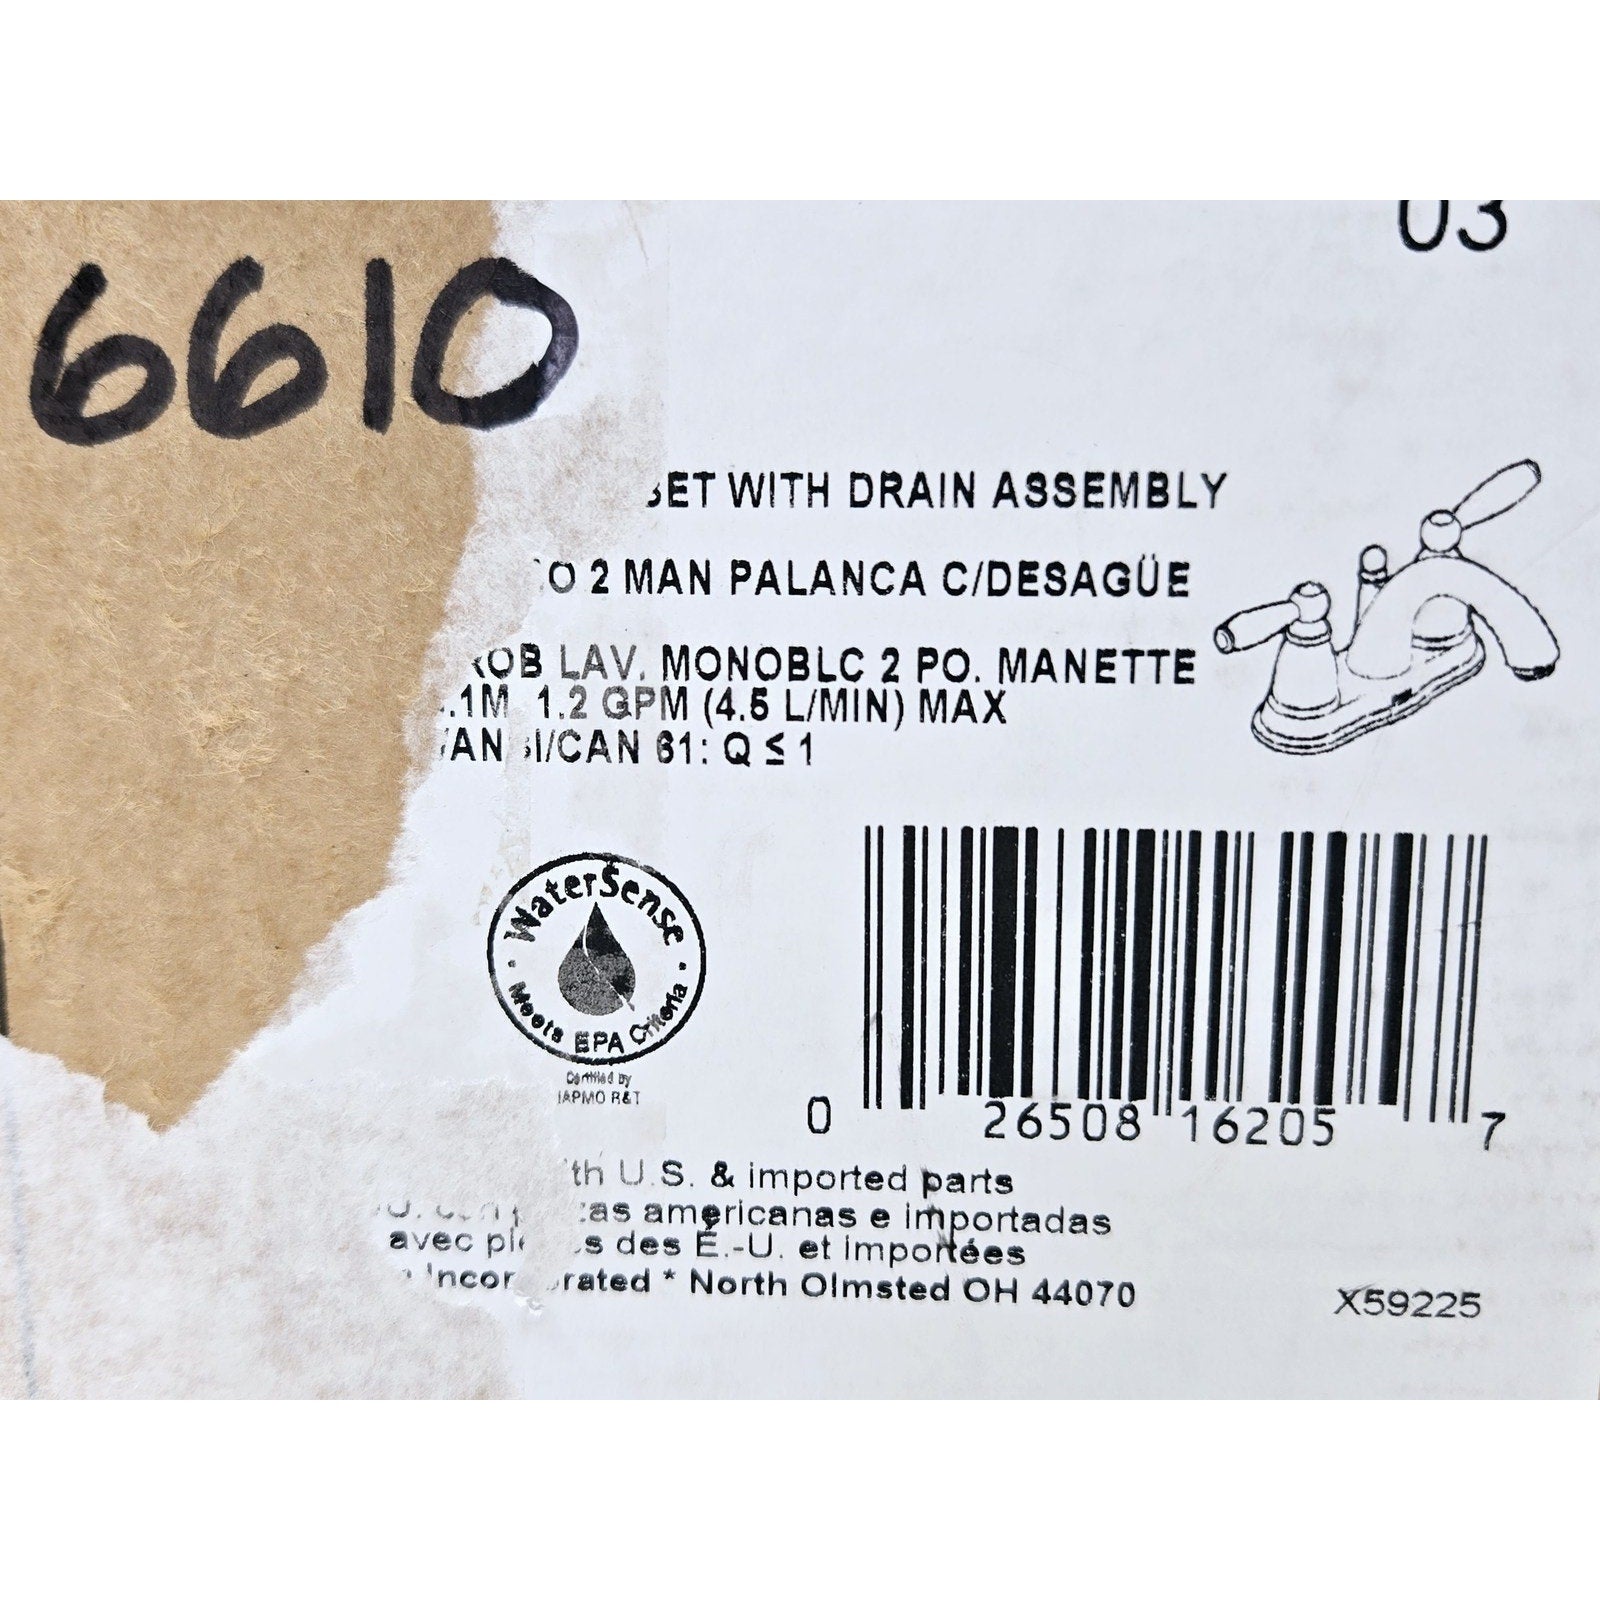 03
6610
SET WITH DRAIN ASSEMBLY
2 MAN PALANCA C/DESAGÜE
LAV. MONOBLC 2 PO. MANETTE
1.2 GPM (4.5 L/MIN) MAX
/CAN 61: Q ≤ 1
WaterSense
Meets EPA Criteria
Certified by
IAPMO R&T
0 26508 16205 7
U.S. & imported parts
americanas e importadas
avec des É.-U. et importées
North Olmsted OH 44070
X59225